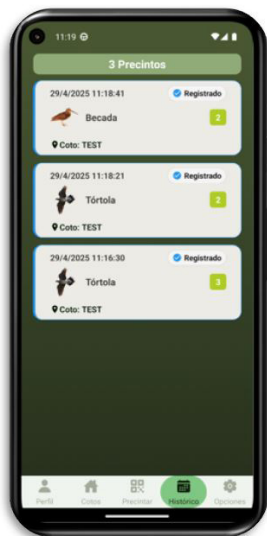 11:19
3 Precintos
29/4/2025 11:18:41 Registrado
Becada 2
Coto: TEST
29/4/2025 11:18:21 Registrado
Tórtola 2
Coto: TEST
29/4/2025 11:16:30 Registrado
Tórtola 3
Coto: TEST
Perfil Cotos Precintar Histórico Opciones